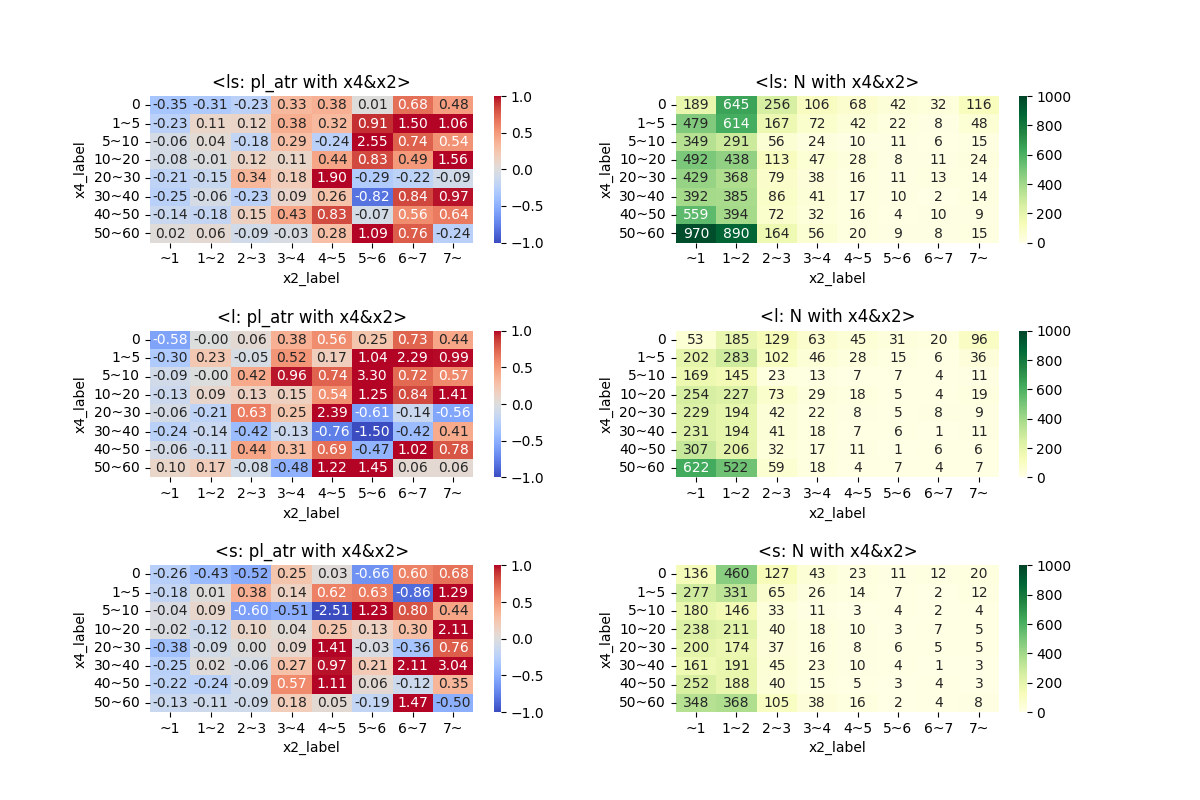 <ls: pl_atr with x4&x2> <ls: N with x4&x2>
0 -0.35 -0.31 -0.23 0.33 0.38 0.01 0.68 0.48 1.0 0 189 645 256 106 68 42 32 116 1000
1~5 -0.23 0.11 0.12 0.38 0.32 0.91 1.50 1.06 1~5 479 614 167 72 42 22 8 48 800
5~10 -0.06 0.04 -0.18 0.29 -0.24 2.55 0.74 0.54 0.5 5~10 349 291 56 24 10 11 6 15
10~20 -0.08 -0.01 0.12 0.11 0.44 0.83 0.49 1.56 0.0 10~20 492 438 113 47 28 8 11 24 600
20~30 -0.21 -0.15 0.34 0.18 1.90 -0.29 -0.22 -0.09 20~30 429 368 79 38 16 11 13 14 400
30~40 -0.25 -0.06 -0.23 0.09 0.26 -0.82 0.84 0.97 −0.5 30~40 392 385 86 41 17 10 2 14 200
40~50 -0.14 -0.18 0.15 0.43 0.83 -0.07 0.56 0.64 40~50 559 394 72 32 16 4 10 9
50~60 0.02 0.06 -0.09 -0.03 0.28 1.09 0.76 -0.24 −1.0 50~60 970 890 164 56 20 9 8 15 0
x4_label x4_label
~1 1~2 2~3 3~4 4~5 5~6 6~7 7~ ~1 1~2 2~3 3~4 4~5 5~6 6~7 7~
x2_label x2_label
<l: pl_atr with x4&x2> <l: N with x4&x2>
0 -0.58 -0.00 0.06 0.38 0.56 0.25 0.73 0.44 1.0 0 53 185 129 63 45 31 20 96 1000
1~5 -0.30 0.23 -0.05 0.52 0.17 1.04 2.29 0.99 1~5 202 283 102 46 28 15 6 36 800
5~10 -0.09 -0.00 0.42 0.96 0.74 3.30 0.72 0.57 0.5 5~10 169 145 23 13 7 7 4 11
10~20 -0.13 0.09 0.13 0.15 0.54 1.25 0.84 1.41 0.0 10~20 254 227 73 29 18 5 4 19 600
20~30 -0.06 -0.21 0.63 0.25 2.39 -0.61 -0.14 -0.56 20~30 229 194 42 22 8 5 8 9 400
30~40 -0.24 -0.14 -0.42 -0.13 -0.76 -1.50 -0.42 0.41 −0.5 30~40 231 194 41 18 7 6 1 11 200
40~50 -0.06 -0.11 0.44 0.31 0.69 -0.47 1.02 0.78 40~50 307 206 32 17 11 1 6 6
50~60 0.10 0.17 -0.08 -0.48 1.22 1.45 0.06 0.06 −1.0 50~60 622 522 59 18 4 7 4 7 0
x4_label x4_label
~1 1~2 2~3 3~4 4~5 5~6 6~7 7~ ~1 1~2 2~3 3~4 4~5 5~6 6~7 7~
x2_label x2_label
<s: pl_atr with x4&x2> <s: N with x4&x2>
0 -0.26 -0.43 -0.52 0.25 0.03 -0.66 0.60 0.68 1.0 0 136 460 127 43 23 11 12 20 1000
1~5 -0.18 0.01 0.38 0.14 0.62 0.63 -0.86 1.29 1~5 277 331 65 26 14 7 2 12 800
5~10 -0.04 0.09 -0.60 -0.51 -2.51 1.23 0.80 0.44 0.5 5~10 180 146 33 11 3 4 2 4
10~20 -0.02 -0.12 0.10 0.04 0.25 0.13 0.30 2.11 0.0 10~20 238 211 40 18 10 3 7 5 600
20~30 -0.38 -0.09 0.00 0.09 1.41 -0.03 -0.36 0.76 20~30 200 174 37 16 8 6 5 5 400
30~40 -0.25 0.02 -0.06 0.27 0.97 0.21 2.11 3.04 −0.5 30~40 161 191 45 23 10 4 1 3 200
40~50 -0.22 -0.24 -0.09 0.57 1.11 0.06 -0.12 0.35 40~50 252 188 40 15 5 3 4 3
50~60 -0.13 -0.11 -0.09 0.18 0.05 -0.19 1.47 -0.50 −1.0 50~60 348 368 105 38 16 2 4 8 0
x4_label x4_label
~1 1~2 2~3 3~4 4~5 5~6 6~7 7~ ~1 1~2 2~3 3~4 4~5 5~6 6~7 7~
x2_label x2_label